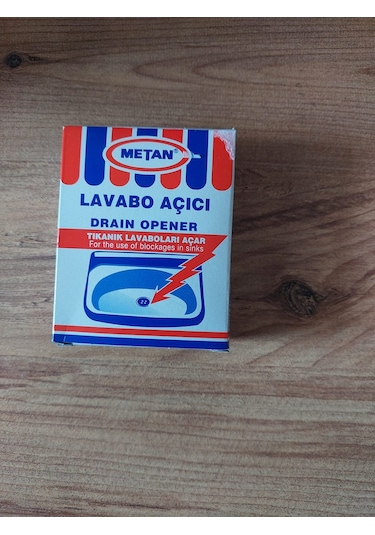 METAN®
LAVABO AÇICI
DRAIN OPENER
TIKANIK LAVABOLARI AÇAR
For the use of blockages in sinks